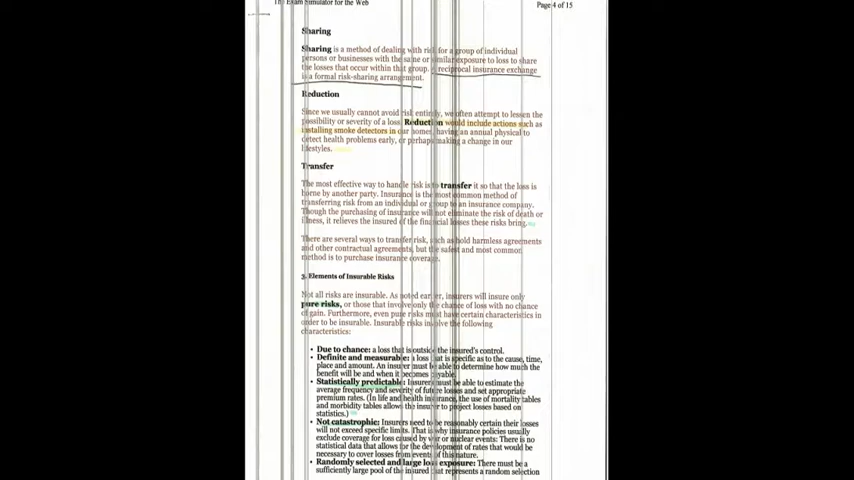 The Exam Simulator for the Web
Page 4 of 15
Sharing
Sharing is a method of dealing with risk for a group of individual
persons or businesses with the same or similar exposure to loss to share
the losses that occur within that group. A reciprocal insurance exchange
is a formal risk-sharing arrangement.
Reduction
Since we usually cannot avoid risk entirely, we often attempt to lessen the
possibility or severity of a loss. Reduction would include actions such as
installing smoke detectors in our homes, having an annual physical to
detect health problems early, or perhaps making a change in our
lifestyles.
Transfer
The most effective way to handle risk is to transfer it so that the loss is
borne by another party. Insurance is the most common method of
transferring risk from an individual or group to an insurance company.
Though the purchasing of insurance will not eliminate the risk of death or
illness, it relieves the insured of the financial losses these risks bring.
There are several ways to transfer risk, such as hold harmless agreements
and other contractual agreements, but the safest and most common
method is to purchase insurance coverage.
3. Elements of Insurable Risks
Not all risks are insurable. As noted earlier, insurers will insure only
pure risks, or those that involve only the chance of loss with no chance
of gain. Furthermore, even pure risks must have certain characteristics in
order to be insurable. Insurable risks involve the following
characteristics:
• Due to chance: a loss that is outside the insured's control.
• Definite and measurable: a loss that is specific as to the cause, time,
place and amount. An insurer must be able to determine how much the
benefit will be and when it becomes payable.
• Statistically predictable: Insurers must be able to estimate the
average frequency and severity of future losses and set appropriate
premium rates. (In life and health insurance, the use of mortality tables
and morbidity tables allows the insurer to project losses based on
statistics.)
• Not catastrophic: Insurers need to be reasonably certain their losses
will not exceed specific limits. That is why insurance policies usually
exclude coverage for loss caused by war or nuclear events: There is no
statistical data that allows for the development of rates that would be
necessary to cover losses from events of this nature.
• Randomly selected and large loss exposure: There must be a
sufficiently large pool of the insured that represents a random selection